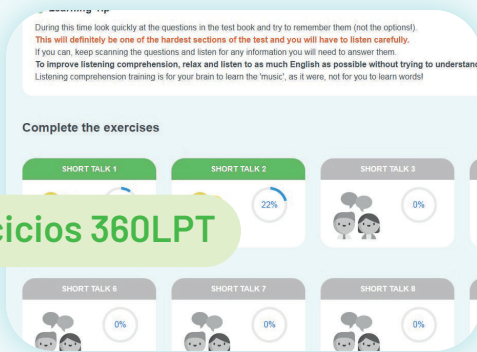 During this time look quickly at the questions in the test book and try to remember them (not the options!).
This will definitely be one of the hardest sections of the test and you will have to listen carefully.
If you can, keep scanning the questions and listen for any information you will need to answer them.
To improve listening comprehension, relax and listen to as much English as possible without trying to understand
Listening comprehension training is for your brain to learn the 'music', as it were, not for you to learn words!
Complete the exercises
SHORT TALK 1
SHORT TALK 2
SHORT TALK 3
22%
0%
cicios 360LPT
SHORT TALK 6
SHORT TALK 7
SHORT TALK 8
0%
0%
0%